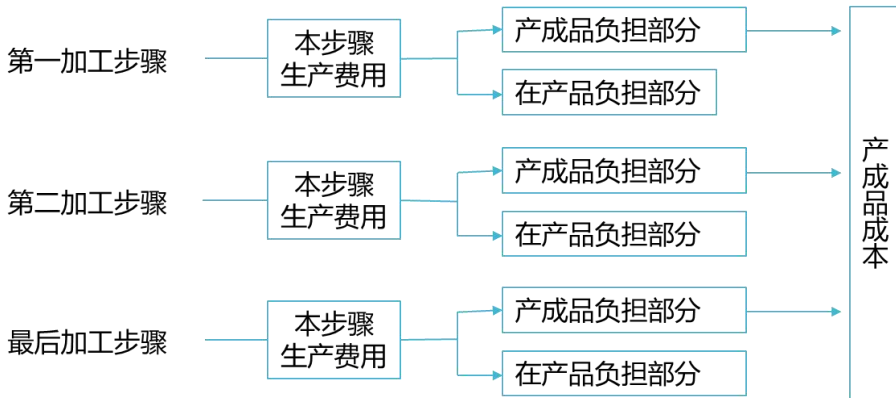 第一加工步骤
本步骤
生产费用
产成品负担部分
在产品负担部分
第二加工步骤
本步骤
生产费用
产成品负担部分
在产品负担部分
最后加工步骤
本步骤
生产费用
产成品负担部分
在产品负担部分
产成品成本